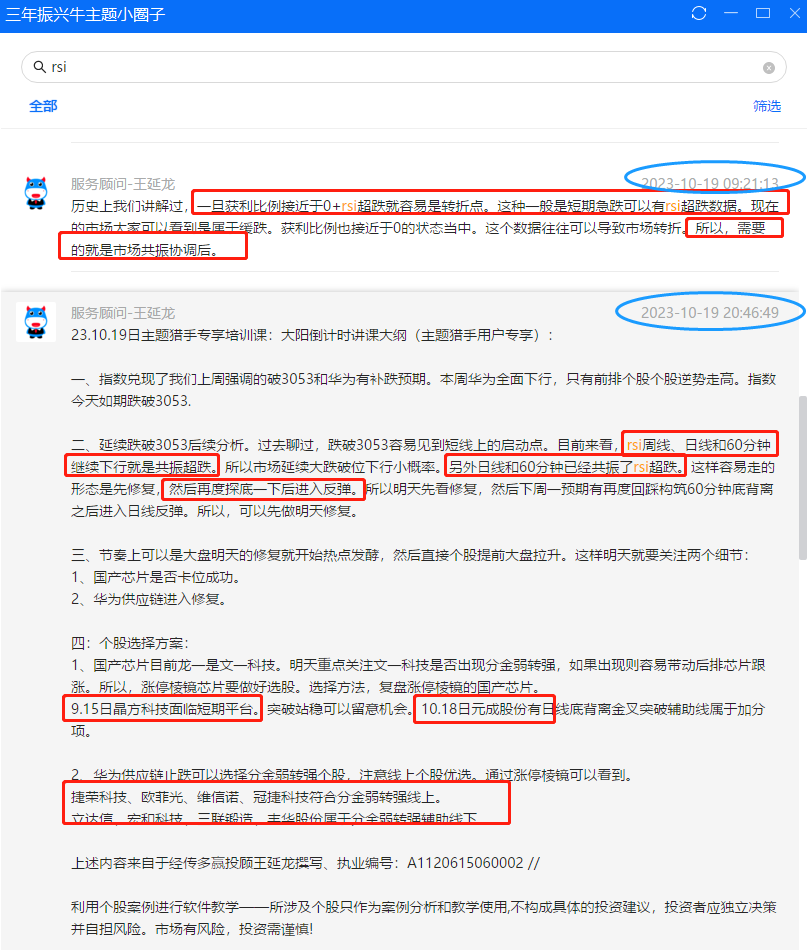 三年振兴牛主题小圈子
rsi
全部
筛选
服务顾问-王延龙
2023-10-19 09:21:13
历史上我们讲解过，一旦获利比例接近于0+rsi超跌就容易是转折点。这种一般是短期急跌可以有rsi超跌数据。现在
的市场大家可以看到是属于缓跌。获利比例也接近于0的状态当中。这个数据往往可以导致市场转折。所以，需要
的就是市场共振协调后。
服务顾问-王延龙
2023-10-19 20:46:49
23.10.19日主题猎手专享培训课：大阳倒计时讲课大纲（主题猎手用户专享）：
一、指数兑现了我们上周强调的破3053和华为有补跌预期。本周华为全面下行，只有前排个股个股逆势走高。指数
今天如期跌破3053.
二、延续跌破3053后续分析。过去聊过，跌破3053容易见到短线上的启动点。目前来看，rsi周线、日线和60分钟
继续下行就是共振超跌。所以市场延续大跌破位下行小概率。另外日线和60分钟已经共振了rsi超跌。这样容易走的
形态是先修复，然后再度探底一下后进入反弹。所以明天先看修复，然后下周一预期有再度回踩构筑60分钟底背离
之后进入日线反弹。所以，可以先做明天修复。
三、节奏上可以是大盘明天的修复就开始热点发酵，然后直接个股提前大盘拉升。这样明天就要关注两个细节：
1、国产芯片是否卡位成功。
2、华为供应链进入修复。
四：个股选择方案：
1、国产芯片目前龙一是文一科技。明天重点关注文一科技是否出现分金弱转强，如果出现则容易带动后排芯片跟
涨。所以，涨停棱镜芯片要做好选股。选择方法，复盘涨停棱镜的国产芯片。
9.15日晶方科技面临短期平台。突破站稳可以留意机会。10.18日元成股份有日线底背离金叉突破辅助线属于加分
项。
2、华为供应链止跌可以选择分金弱转强个股，注意线上个股优选。通过涨停棱镜可以看到。
捷荣科技、欧菲光、维信诺、冠捷科技符合分金弱转强线上。
立达信、宏和科技、三联锻造、丰华股份属于分金弱转强辅助线下
上述内容来自于经传多赢投顾王延龙撰写、执业编号：A1120615060002 //
利用个股案例进行软件教学——所涉及个股只作为案例分析和教学使用,不构成具体的投资建议，投资者应独立决策
并自担风险。市场有风险，投资需谨慎!